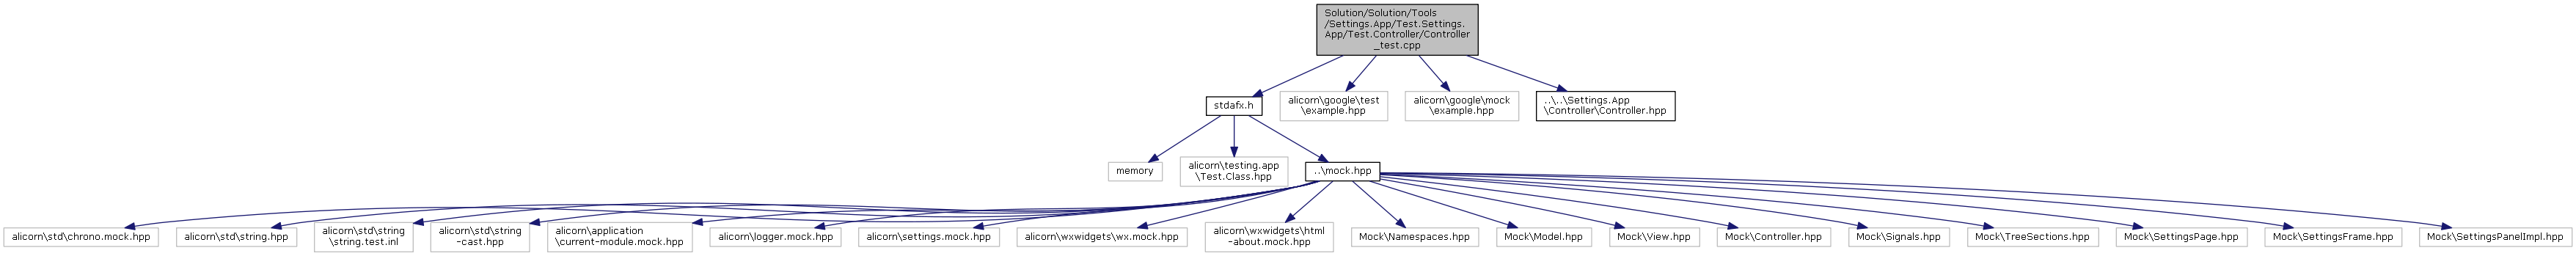 Solution/Solution/Tools
/Settings.App/Test.Settings.
App/Test.Controller/Controller
_test.cpp
stdafx.h
alicorn\google\test
\example.hpp
alicorn\google\mock
\example.hpp
..\..\Settings.App
\Controller\Controller.hpp
memory
alicorn\testing.app
\Test.Class.hpp
..\mock.hpp
alicorn\std\chrono.mock.hpp
alicorn\std\string.hpp
alicorn\std\string
\string.test.inl
alicorn\std\string
-cast.hpp
alicorn\application
\current-module.mock.hpp
alicorn\logger.mock.hpp
alicorn\settings.mock.hpp
alicorn\wxwidgets\wx.mock.hpp
alicorn\wxwidgets\html
-about.mock.hpp
Mock\Namespaces.hpp
Mock\Model.hpp
Mock\View.hpp
Mock\Controller.hpp
Mock\Signals.hpp
Mock\TreeSections.hpp
Mock\SettingsPage.hpp
Mock\SettingsFrame.hpp
Mock\SettingsPanelImpl.hpp